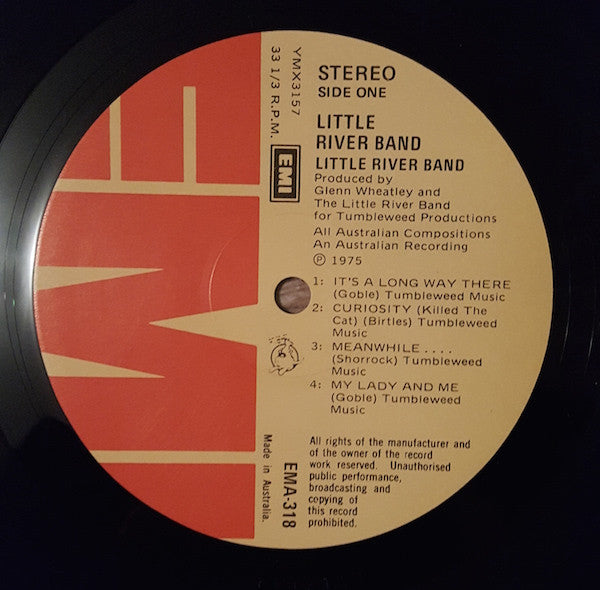 EMI
YMX3157
33 1/3 R.P.M.
EMI
STEREO
SIDE ONE
LITTLE
RIVER BAND
LITTLE RIVER BAND
Produced by
Glenn Wheatley and
The Little River Band
for Tumbleweed Productions
All Australian Compositions
An Australian Recording
℗ 1975
1: IT'S A LONG WAY THERE
(Goble) Tumbleweed Music
2: CURIOSITY (Killed The
Cat) (Birtles) Tumbleweed
Music
3: MEANWHILE ....
(Shorrock) Tumbleweed
Music
4: MY LADY AND ME
(Goble) Tumbleweed
Music
EMA-318
Made in Australia.
All rights of the manufacturer and
of the owner of the record
work reserved. Unauthorised
public performance,
broadcasting and
copying of
this record
prohibited.